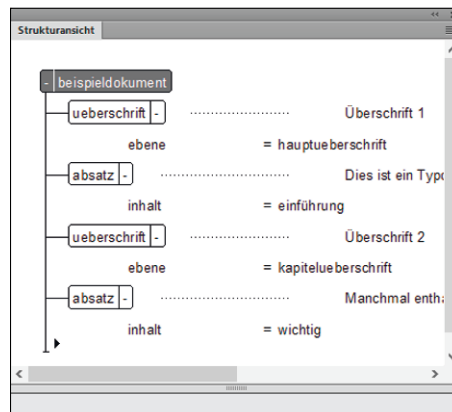 Strukturansicht
- beispieldokument
ueberschrift - Überschrift 1
ebene = hauptueberschrift
absatz - Dies ist ein Typo
inhalt = einführung
ueberschrift - Überschrift 2
ebene = kapitelueberschrift
absatz - Manchmal entha
inhalt = wichtig